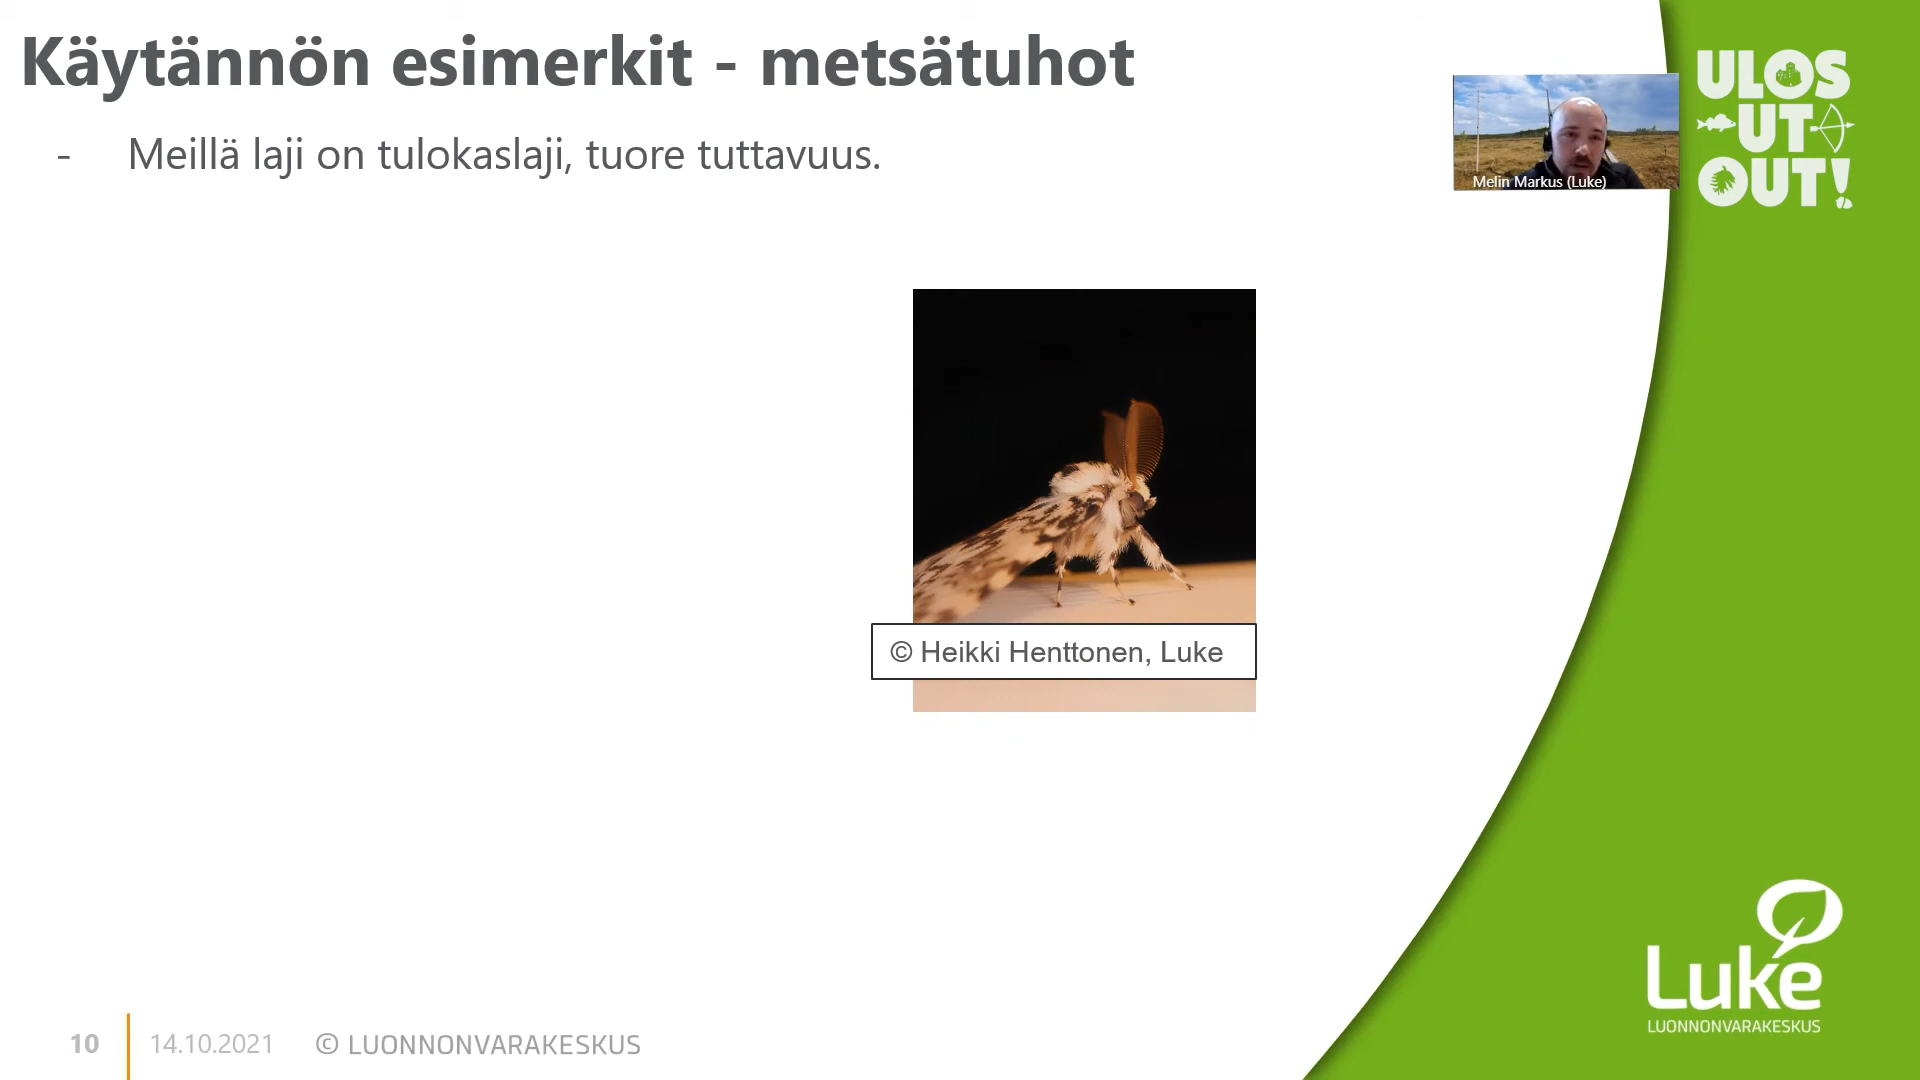 Käytännön esimerkit - metsätuhot
- Meillä laji on tulokaslaji, tuore tuttavuus.
Melin Markus (Luke)
ULOS
UT
OUT!
© Heikki Henttonen, Luke
Luke
LUONNONVARAKESKUS
10 14.10.2021 © LUONNONVARAKESKUS